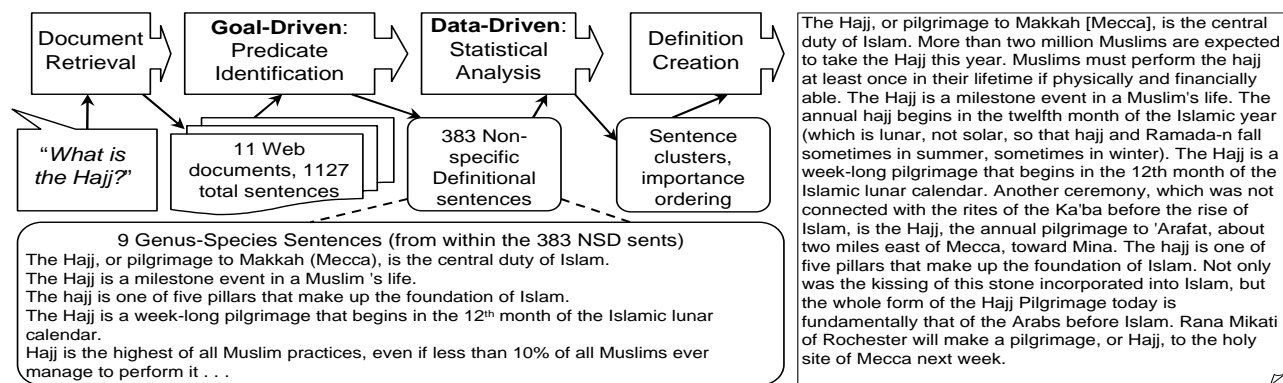 Document
Retrieval
Goal-Driven:
Predicate
Identification
Data-Driven:
Statistical
Analysis
Definition
Creation
“What is
the Hajj?”
11 Web
documents, 1127
total sentences
383 Non-
specific
Definitional
sentences
Sentence
clusters,
importance
ordering
9 Genus-Species Sentences (from within the 383 NSD sents)
The Hajj, or pilgrimage to Makkah (Mecca), is the central duty of Islam.
The Hajj is a milestone event in a Muslim 's life.
The hajj is one of five pillars that make up the foundation of Islam.
The Hajj is a week-long pilgrimage that begins in the 12th month of the Islamic lunar
calendar.
Hajj is the highest of all Muslim practices, even if less than 10% of all Muslims ever
manage to perform it . . .
The Hajj, or pilgrimage to Makkah [Mecca], is the central
duty of Islam. More than two million Muslims are expected
to take the Hajj this year. Muslims must perform the hajj
at least once in their lifetime if physically and financially
able. The Hajj is a milestone event in a Muslim's life. The
annual hajj begins in the twelfth month of the Islamic year
(which is lunar, not solar, so that hajj and Ramada-n fall
sometimes in summer, sometimes in winter). The Hajj is a
week-long pilgrimage that begins in the 12th month of the
Islamic lunar calendar. Another ceremony, which was not
connected with the rites of the Ka'ba before the rise of
Islam, is the Hajj, the annual pilgrimage to 'Arafat, about
two miles east of Mecca, toward Mina. The hajj is one of
five pillars that make up the foundation of Islam. Not only
was the kissing of this stone incorporated into Islam, but
the whole form of the Hajj Pilgrimage today is
fundamentally that of the Arabs before Islam. Rana Mikati
of Rochester will make a pilgrimage, or Hajj, to the holy
site of Mecca next week.